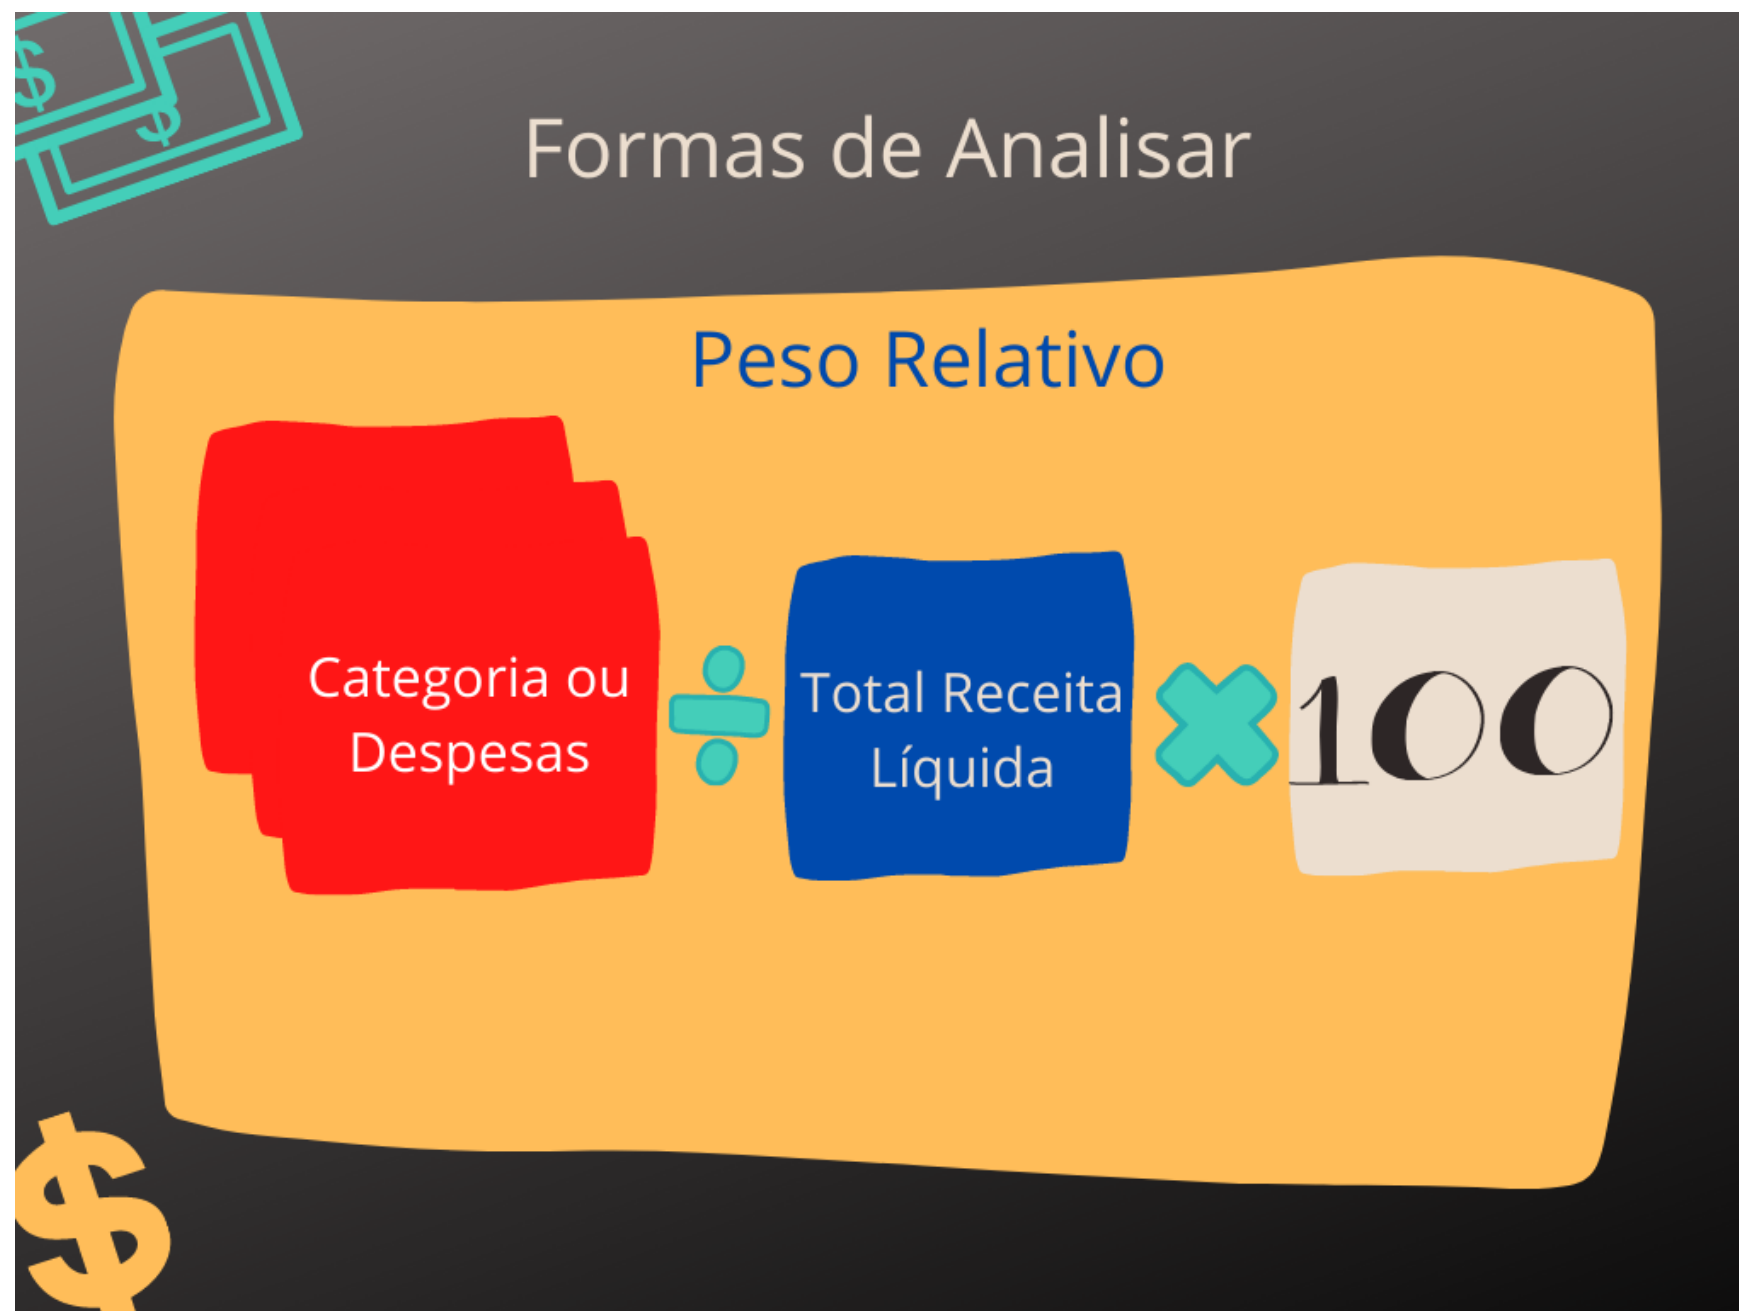 Formas de Analisar
Peso Relativo
Categoria ou
Despesas
Total Receita
Líquida
100